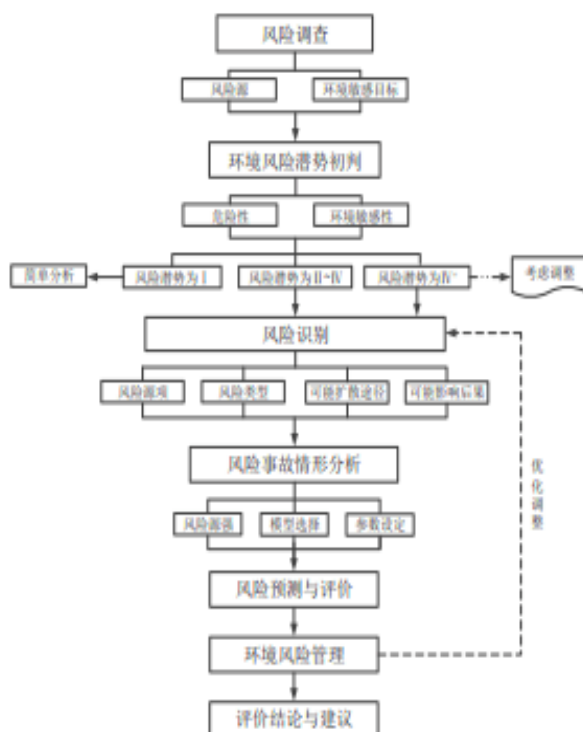 风险调查
风险源
环境敏感目标
环境风险潜势初判
危险性
环境敏感性
简单分析
风险潜势为Ⅰ
风险潜势为Ⅱ~Ⅳ
风险潜势为Ⅳ⁺
考虑调整
风险识别
风险源项
风险类型
可能扩散途径
可能影响后果
风险事故情形分析
风险源强
模型选择
参数设定
优化调整
风险预测与评价
环境风险管理
评价结论与建议